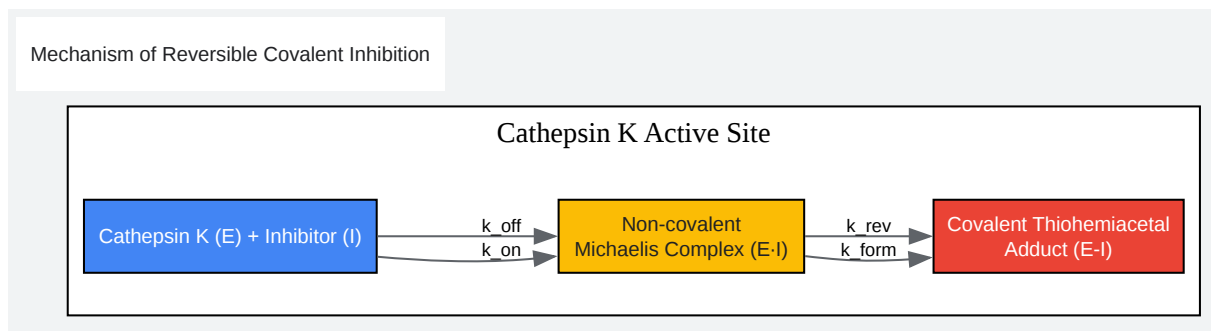 Mechanism of Reversible Covalent Inhibition
Cathepsin K Active Site
Cathepsin K (E) + Inhibitor (I)
k_off
k_on
Non-covalent
Michaelis Complex (E·I)
k_rev
k_form
Covalent Thiohemiacetal
Adduct (E-I)